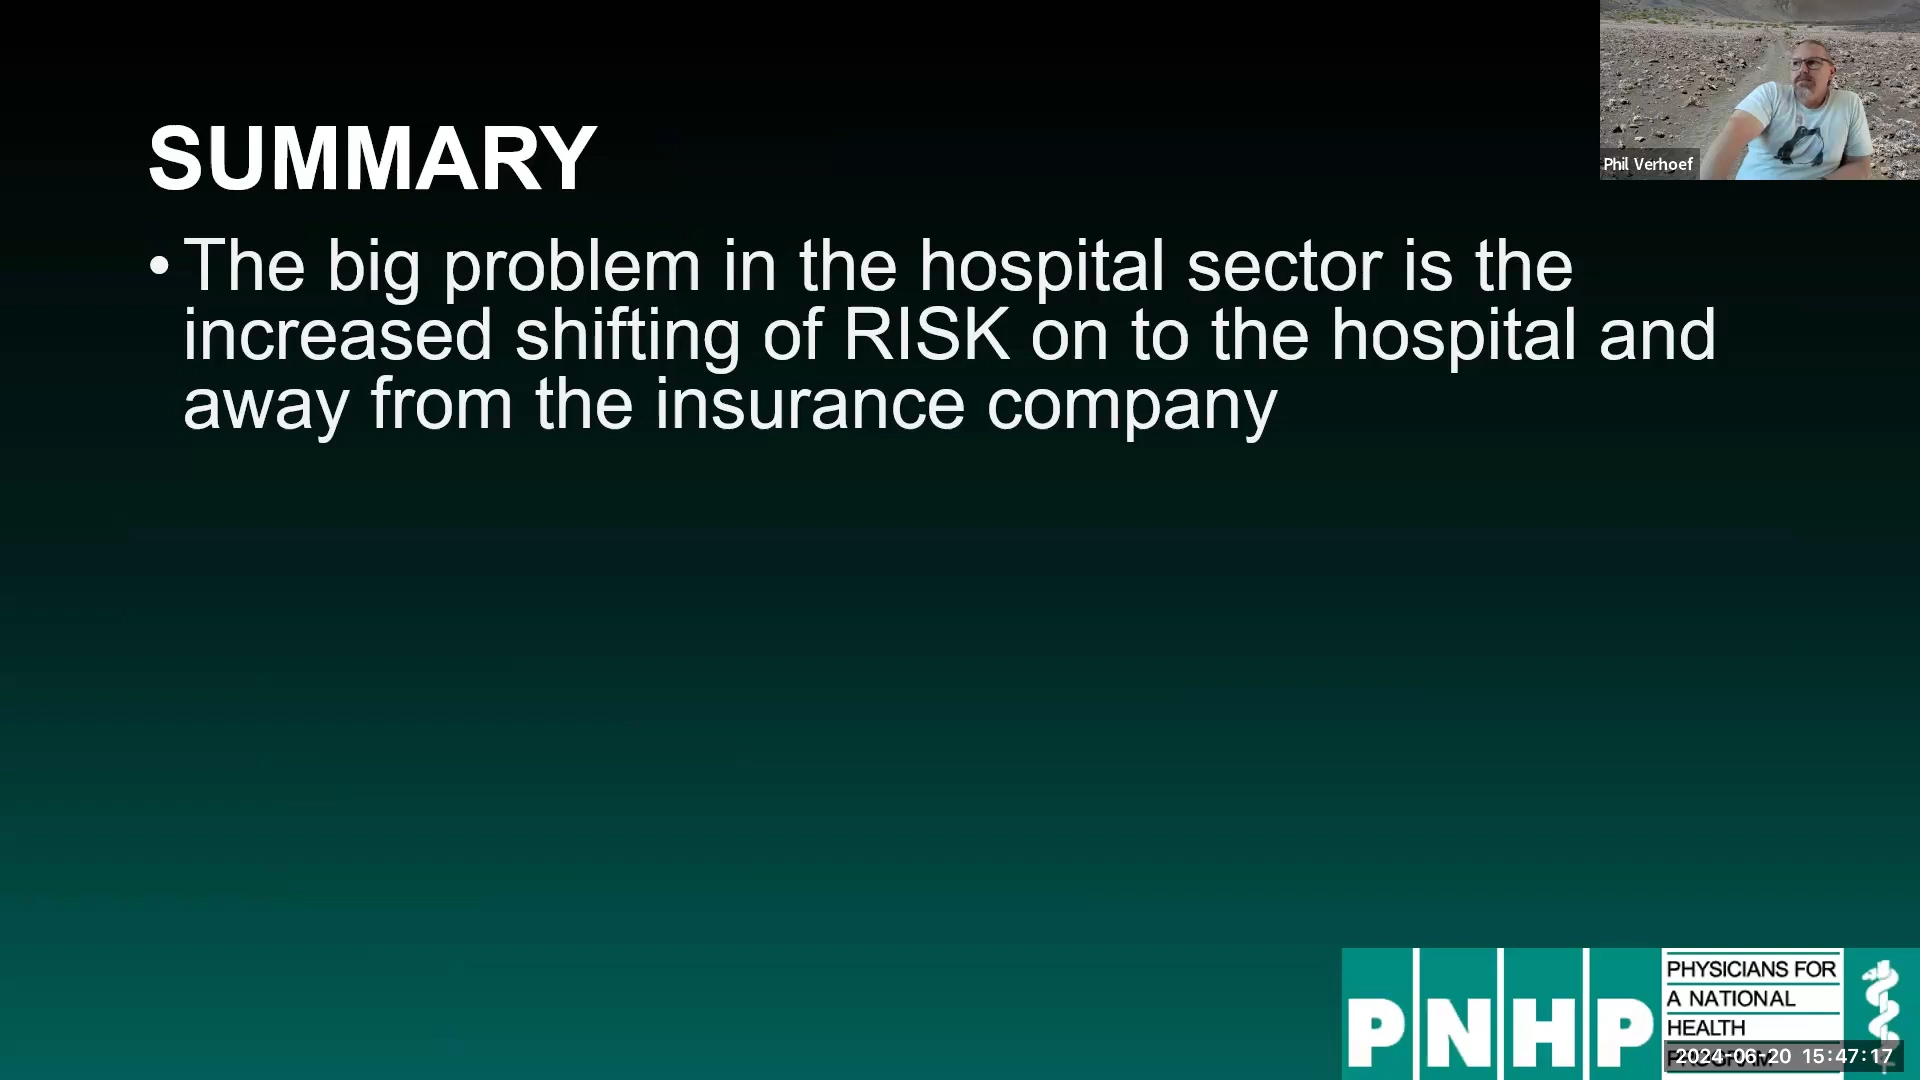 Phil Verhoef
SUMMARY
• The big problem in the hospital sector is the
increased shifting of RISK on to the hospital and
away from the insurance company
PNHP
PHYSICIANS FOR
A NATIONAL
HEALTH
PROGRAM
2024-06-20 15:47:17